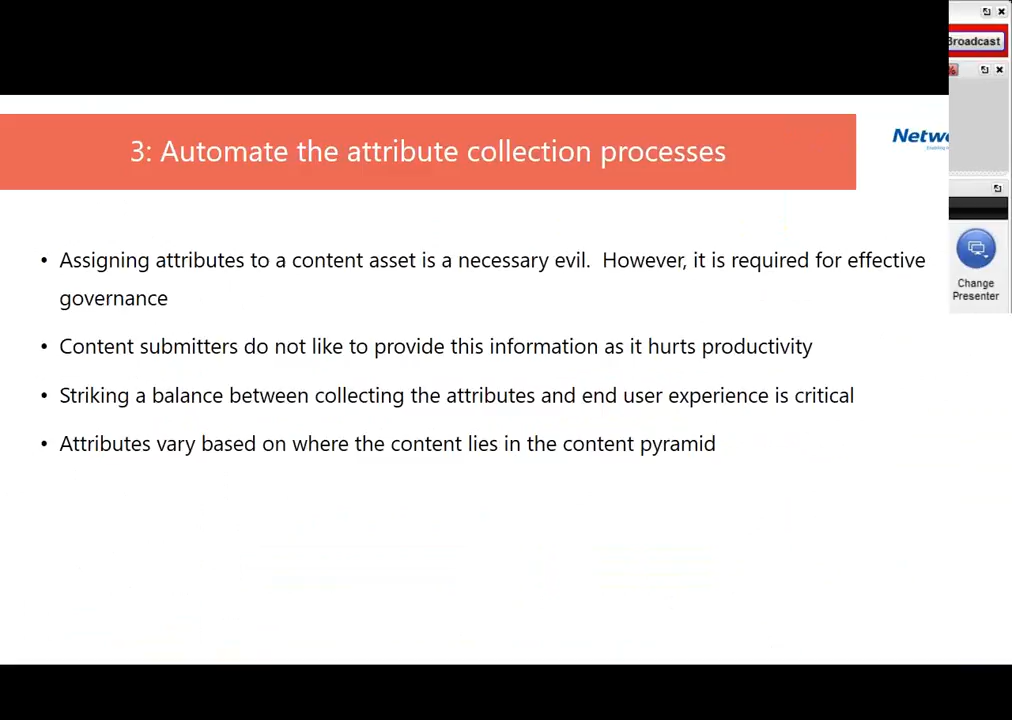 Broadcast
3: Automate the attribute collection processes
Netw
• Assigning attributes to a content asset is a necessary evil.  However, it is required for effective
governance
• Content submitters do not like to provide this information as it hurts productivity
• Striking a balance between collecting the attributes and end user experience is critical
• Attributes vary based on where the content lies in the content pyramid
Change
Presenter